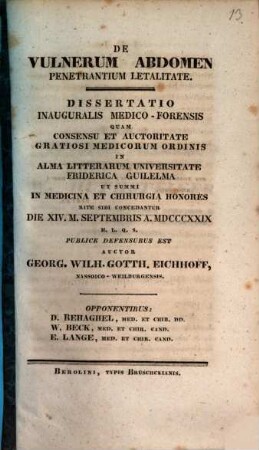 13
DE
VULNERUM ABDOMEN
PENETRANTIUM LETALITATE.
DISSERTATIO
INAUGURALIS MEDICO-FORENSIS
QUAM
CONSENSU ET AUCTORITATE
GRATIOSI MEDICORUM ORDINIS
IN
ALMA LITTERARUM UNIVERSITATE
FRIDERICA GUILELMA
UT SUMMI
IN MEDICINA ET CHIRURGIA HONORES
RITE SIBI CONCEDANTUR
DIE XIV. M. SEPTEMBRIS A. MDCCCXXIX
H. L. Q. S.
PUBLICE DEFENSURUS EST
AUCTOR
GEORG. WILH. GOTTH. EICHHOFF,
NASSOICO-WEILBURGENSIS.
OPPONENTIBUS:
D. REHAGHEL, MED. ET CHIR. DD.
W. BECK, MED. ET CHIR. CAND.
E. LANGE, MED. ET CHIR. CAND.
BEROLINI, TYPIS BRÜSCHCKIANIS.